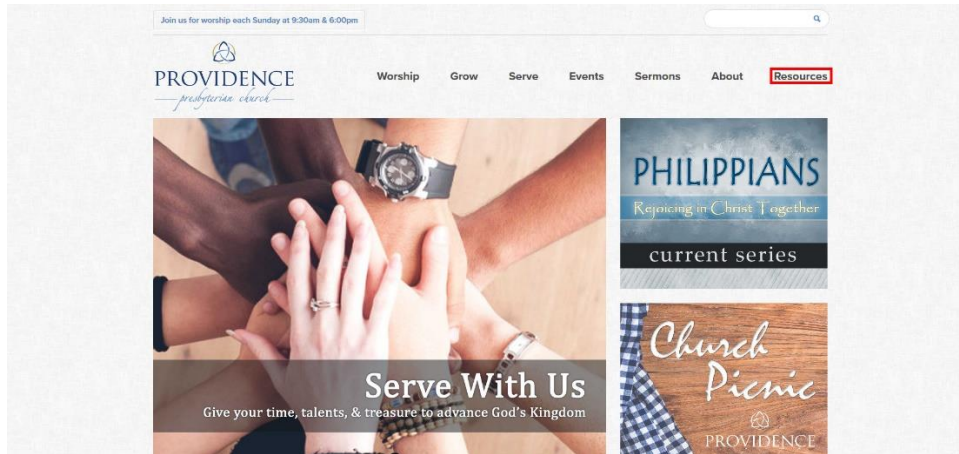 Join us for worship each Sunday at 9:30am & 6:00pm
PROVIDENCE
presbyterian church
Worship Grow Serve Events Sermons About Resources
PHILIPPIANS
Rejoicing in Christ Together
current series
Serve With Us
Give your time, talents, & treasure to advance God's Kingdom
Church
Picnic
PROVIDENCE